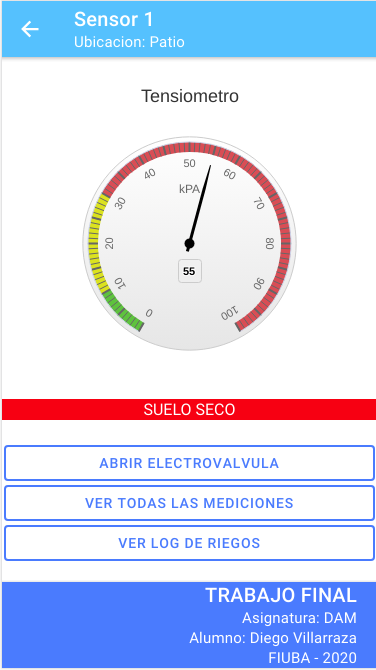 Sensor 1
Ubicacion: Patio
Tensiometro
0
10
20
30
40
50
60
70
80
90
100
kPA
55
SUELO SECO
ABRIR ELECTROVALVULA
VER TODAS LAS MEDICIONES
VER LOG DE RIEGOS
TRABAJO FINAL
Asignatura: DAM
Alumno: Diego Villarraza
FIUBA - 2020